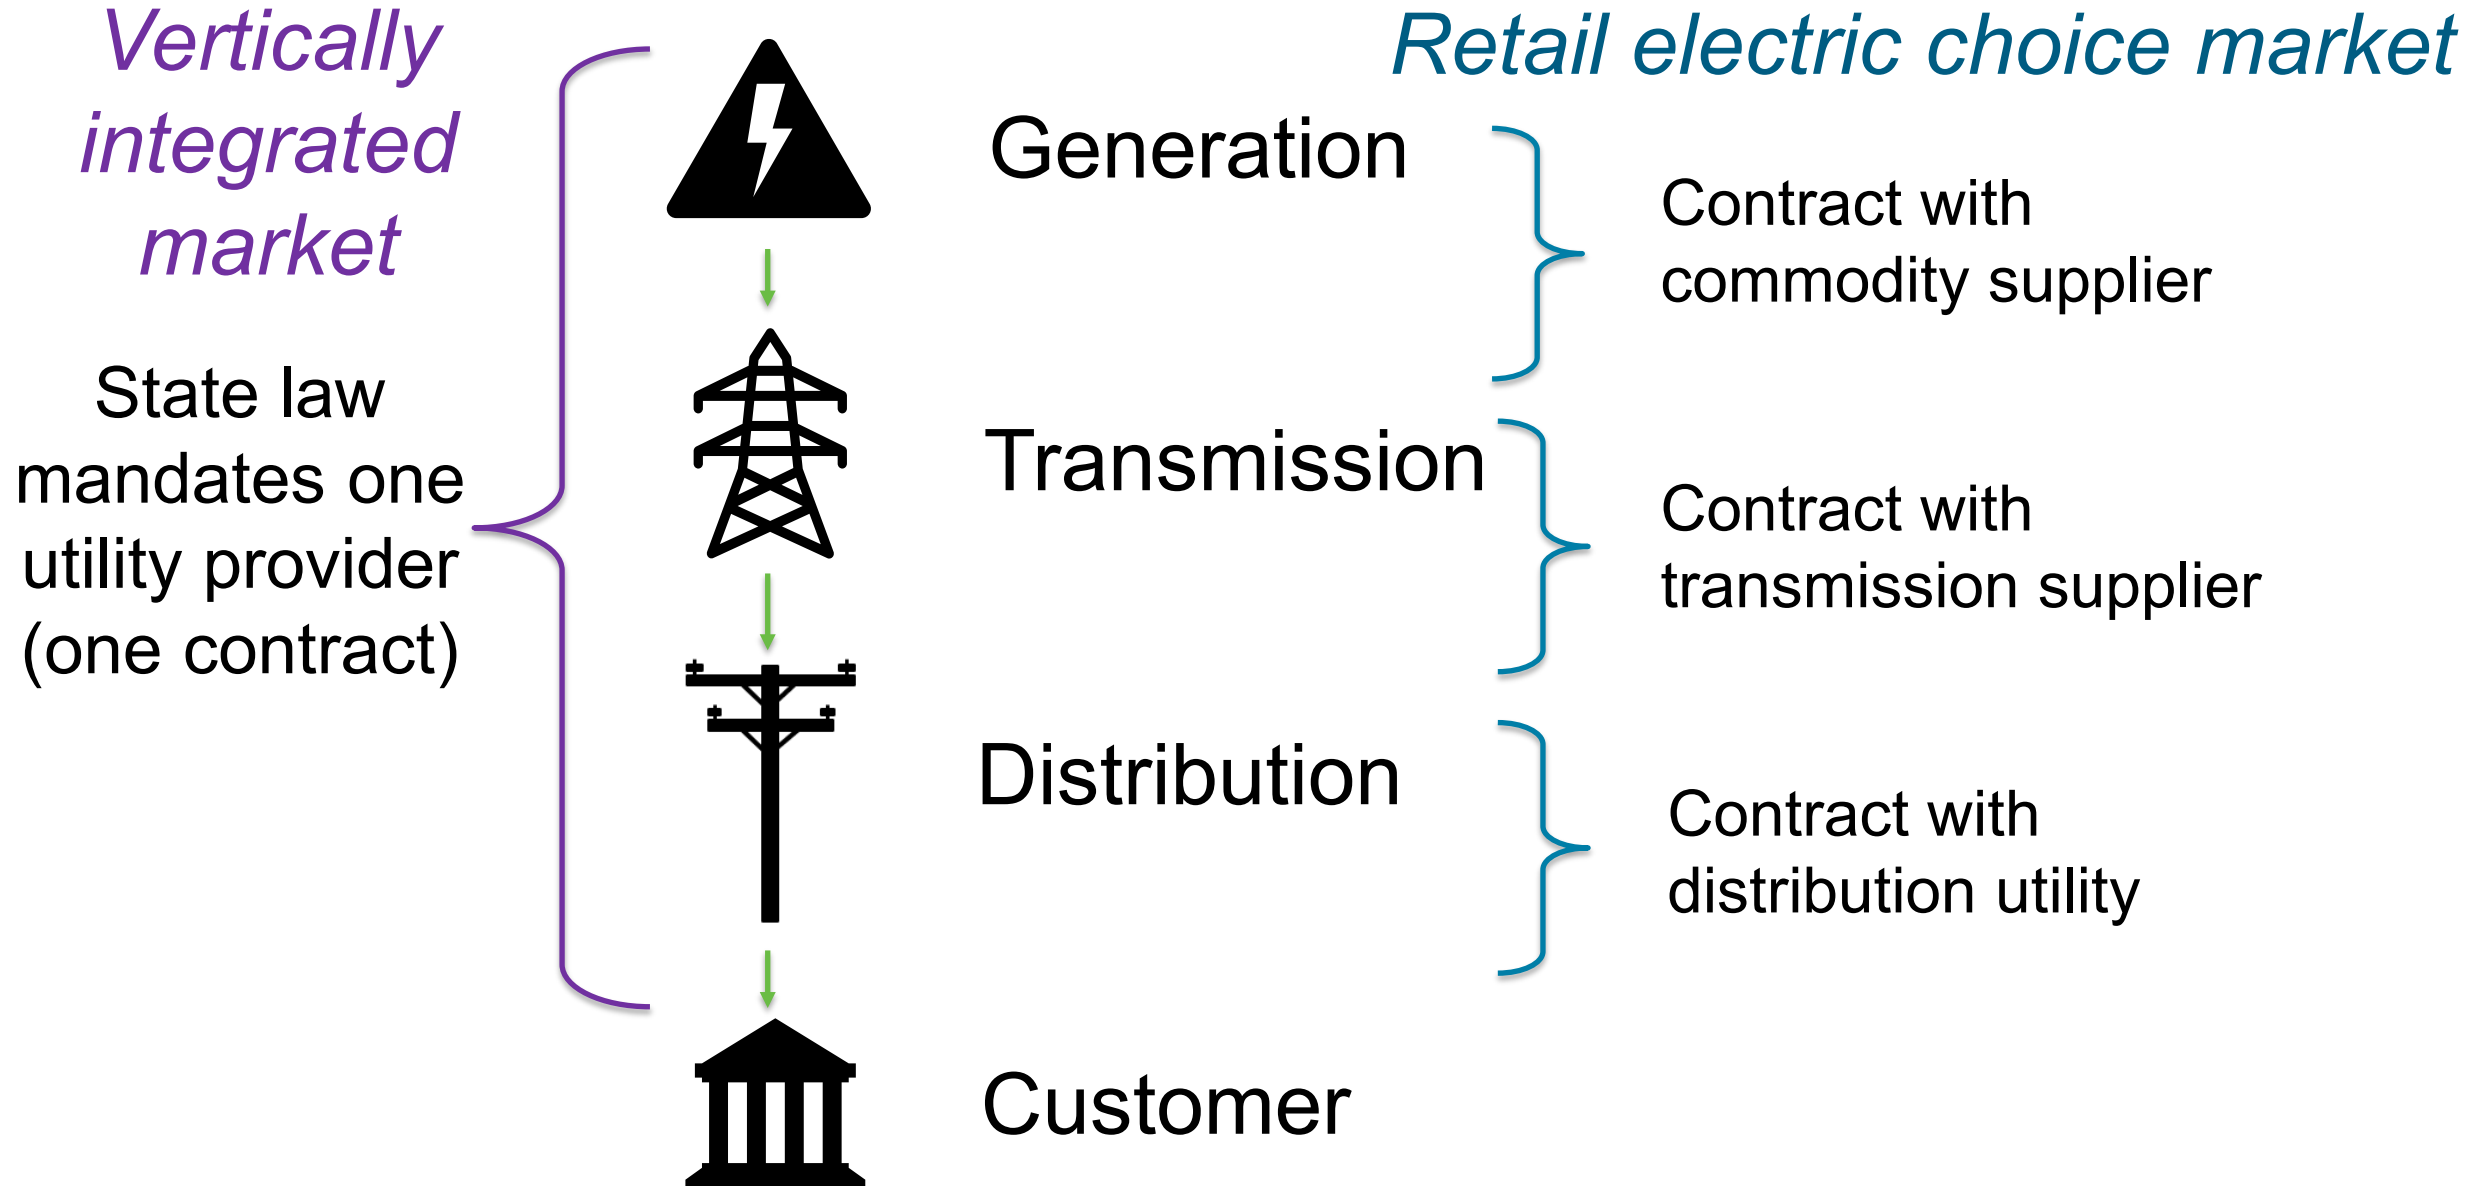 Vertically
integrated
market
State law
mandates one
utility provider
(one contract)
Generation
Transmission
Distribution
Customer
Retail electric choice market
Contract with
commodity supplier
Contract with
transmission supplier
Contract with
distribution utility